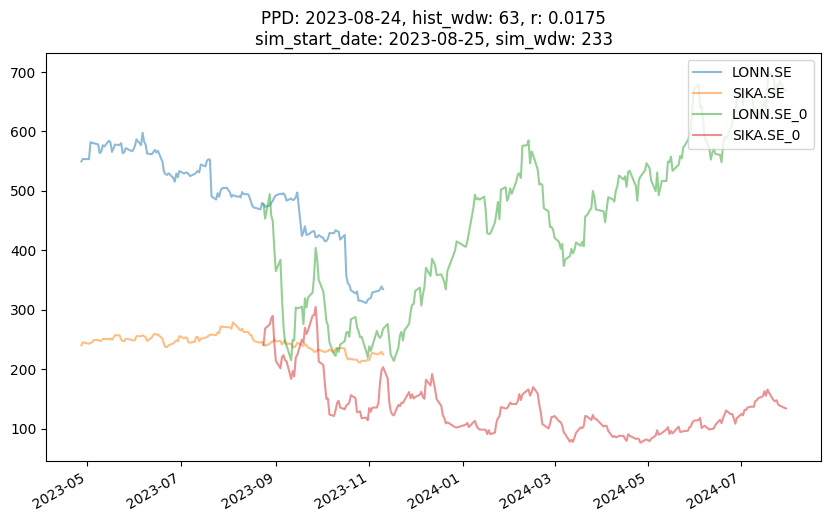 PPD: 2023-08-24, hist_wdw: 63, r: 0.0175
sim_start_date: 2023-08-25, sim_wdw: 233
LONN.SE
SIKA.SE
LONN.SE_0
SIKA.SE_0
700
600
500
400
300
200
100
2023-05
2023-07
2023-09
2023-11
2024-01
2024-03
2024-05
2024-07